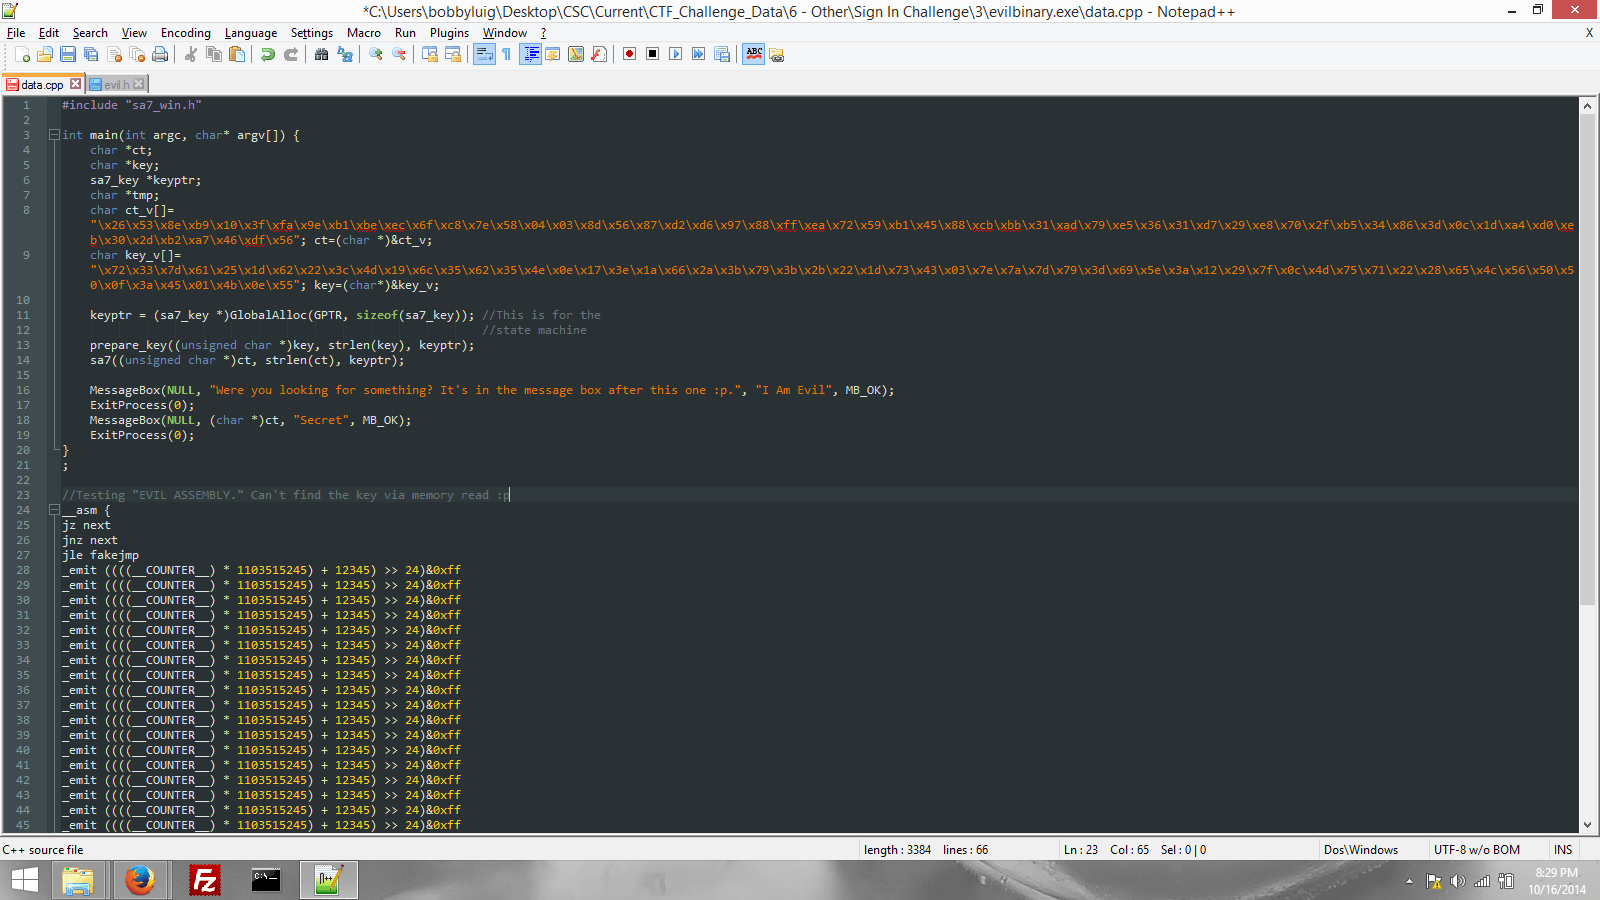 *C:\Users\bobbyluig\Desktop\CSC\Current\CTF_Challenge_Data\6 - Other\Sign In Challenge\3\evilbinary.exe\data.cpp - Notepad++
File Edit Search View Encoding Language Settings Macro Run Plugins Window ? X
data.cpp evil.h
1 #include "sa7_win.h"
2
3 int main(int argc, char* argv[]) {
4 char *ct;
5 char *key;
6 sa7_key *keyptr;
7 char *tmp;
8 char ct_v[]=
"\x26\x53\x8e\xb9\x10\x3f\xfa\x9e\xb1\xbe\xec\x6f\xc8\x7e\x58\x04\x03\x8d\x56\x87\xd2\xd6\x97\x88\xff\xea\x72\x59\xb1\x45\x88\xcb\xbb\x31\xad\x79\xe5\x36\x31\xd7\x29\xe8\x70\x2f\xb5\x34\x86\x3d\x0c\x1d\xa4\xd0\xe
b\x30\x2d\xb2\xa7\x46\xdf\x56"; ct=(char *)&ct_v;
9 char key_v[]=
"\x72\x33\x7d\x61\x25\x1d\x62\x22\x3c\x4d\x19\x6c\x35\x62\x35\x4e\x0e\x17\x3e\x1a\x66\x2a\x3b\x79\x3b\x2b\x22\x1d\x73\x43\x03\x7e\x7a\x7d\x79\x3d\x69\x5e\x3a\x12\x29\x7f\x0c\x4d\x75\x71\x22\x28\x65\x4c\x56\x50\x5
0\x0f\x3a\x45\x01\x4b\x0e\x55"; key=(char*)&key_v;
10
11 keyptr = (sa7_key *)GlobalAlloc(GPTR, sizeof(sa7_key)); //This is for the
12 //state machine
13 prepare_key((unsigned char *)key, strlen(key), keyptr);
14 sa7((unsigned char *)ct, strlen(ct), keyptr);
15
16 MessageBox(NULL, "Were you looking for something? It's in the message box after this one :p.", "I Am Evil", MB_OK);
17 ExitProcess(0);
18 MessageBox(NULL, (char *)ct, "Secret", MB_OK);
19 ExitProcess(0);
20 }
21 ;
22
23 //Testing "EVIL ASSEMBLY." Can't find the key via memory read :p
24 __asm {
25 jz next
26 jnz next
27 jle fakejmp
28 _emit ((((__COUNTER__) * 1103515245) + 12345) >> 24)&0xff
29 _emit ((((__COUNTER__) * 1103515245) + 12345) >> 24)&0xff
30 _emit ((((__COUNTER__) * 1103515245) + 12345) >> 24)&0xff
31 _emit ((((__COUNTER__) * 1103515245) + 12345) >> 24)&0xff
32 _emit ((((__COUNTER__) * 1103515245) + 12345) >> 24)&0xff
33 _emit ((((__COUNTER__) * 1103515245) + 12345) >> 24)&0xff
34 _emit ((((__COUNTER__) * 1103515245) + 12345) >> 24)&0xff
35 _emit ((((__COUNTER__) * 1103515245) + 12345) >> 24)&0xff
36 _emit ((((__COUNTER__) * 1103515245) + 12345) >> 24)&0xff
37 _emit ((((__COUNTER__) * 1103515245) + 12345) >> 24)&0xff
38 _emit ((((__COUNTER__) * 1103515245) + 12345) >> 24)&0xff
39 _emit ((((__COUNTER__) * 1103515245) + 12345) >> 24)&0xff
40 _emit ((((__COUNTER__) * 1103515245) + 12345) >> 24)&0xff
41 _emit ((((__COUNTER__) * 1103515245) + 12345) >> 24)&0xff
42 _emit ((((__COUNTER__) * 1103515245) + 12345) >> 24)&0xff
43 _emit ((((__COUNTER__) * 1103515245) + 12345) >> 24)&0xff
44 _emit ((((__COUNTER__) * 1103515245) + 12345) >> 24)&0xff
45 _emit ((((__COUNTER__) * 1103515245) + 12345) >> 24)&0xff
C++ source file length : 3384 lines : 66 Ln : 23 Col : 65 Sel : 0 | 0 Dos\Windows UTF-8 w/o BOM INS
8:29 PM
10/16/2014